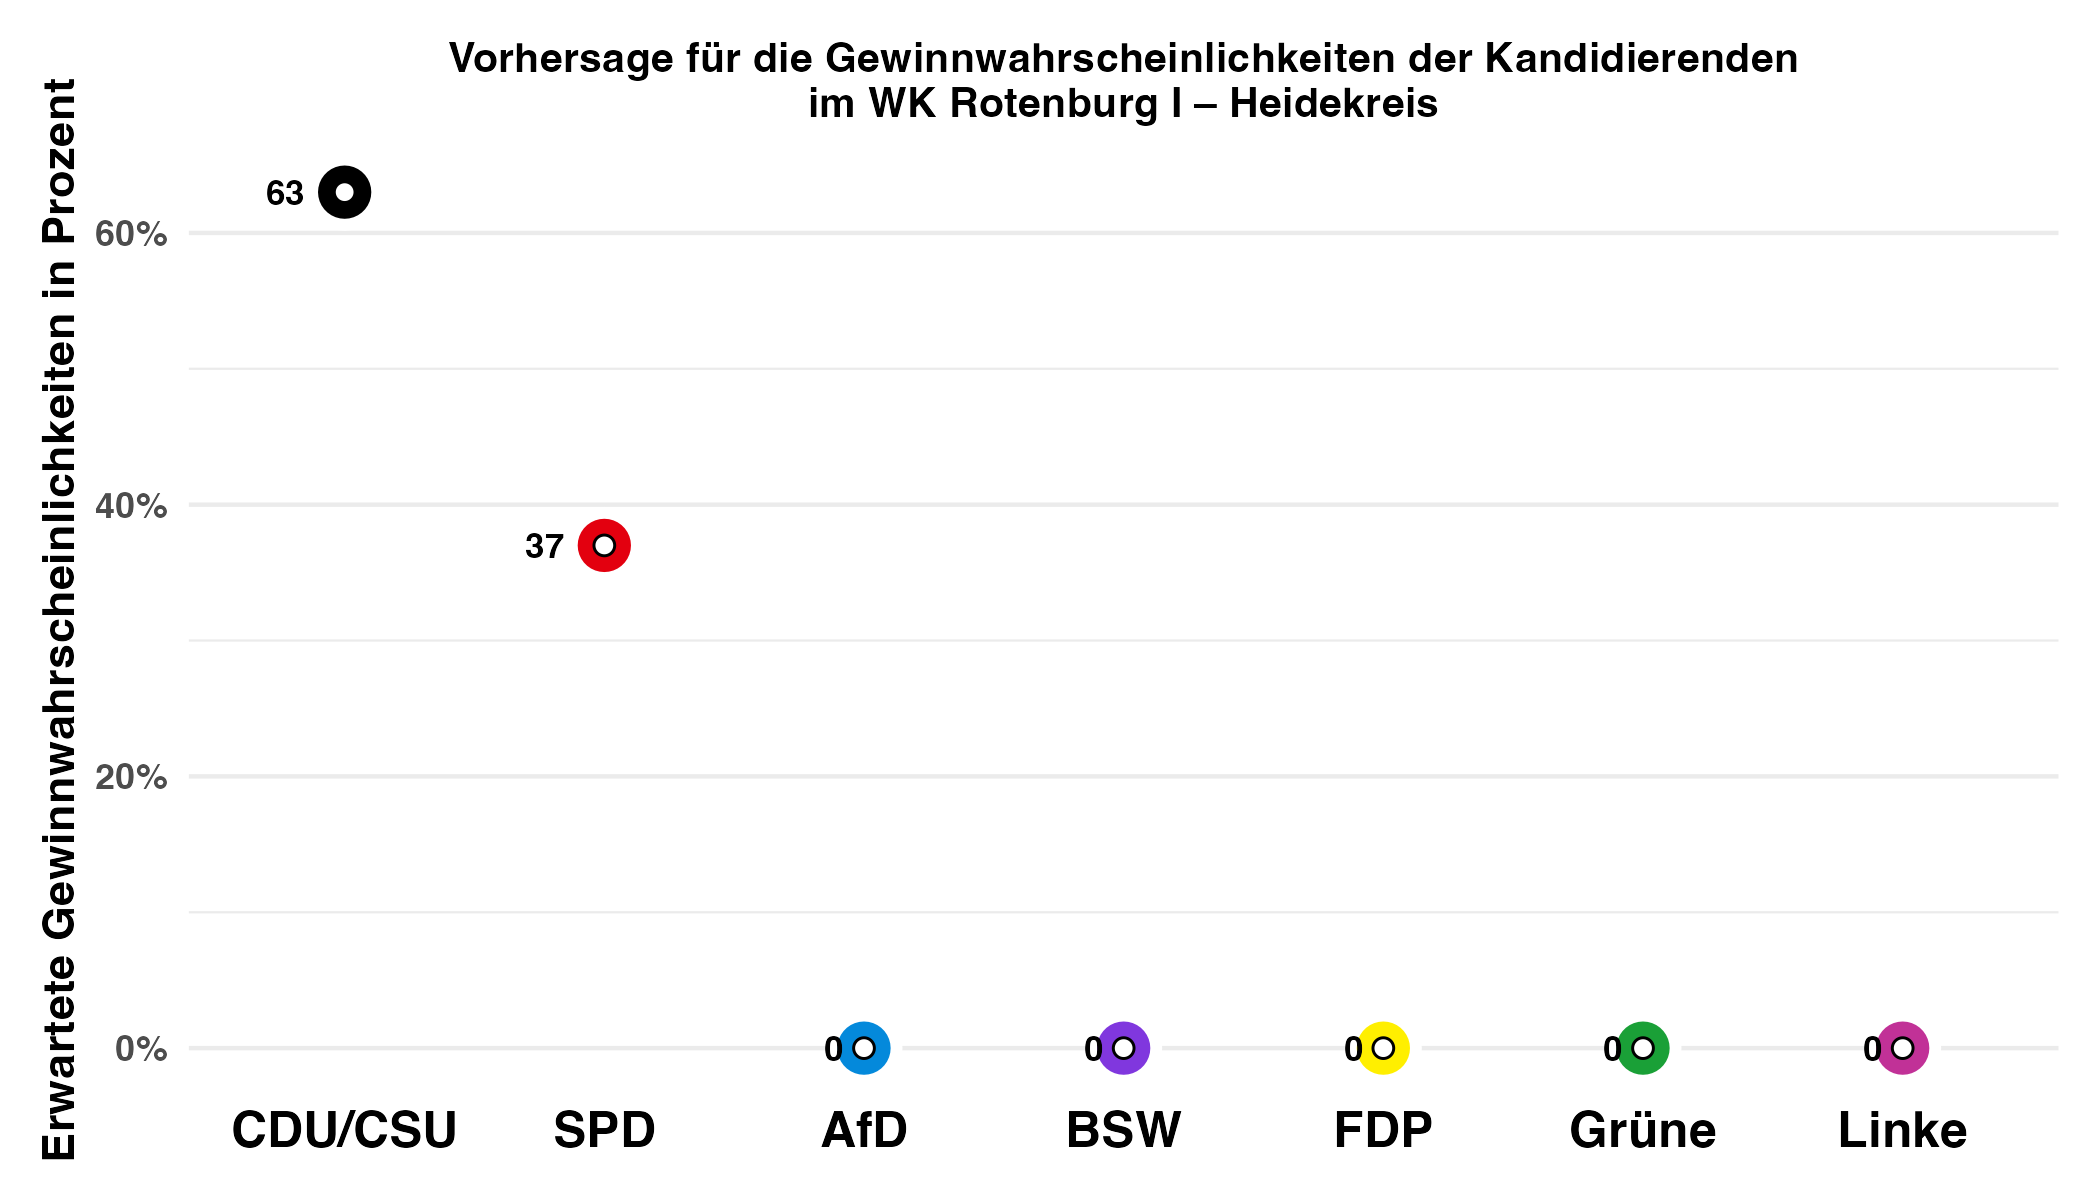 Vorhersage für die Gewinnwahrscheinlichkeiten der Kandidierenden
im WK Rotenburg I – Heidekreis
Erwartete Gewinnwahrscheinlichkeiten in Prozent
63
60%
40%
37
20%
0%
0
0
0
0
0
CDU/CSU
SPD
AfD
BSW
FDP
Grüne
Linke